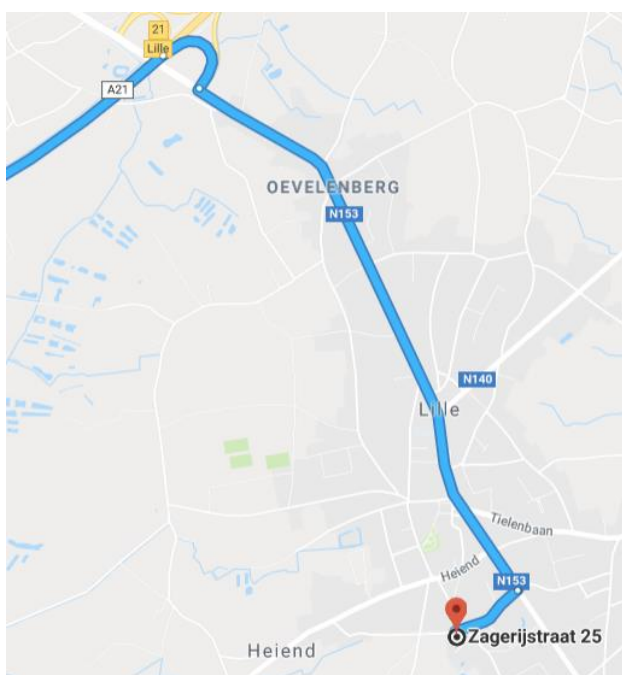 21
Lille
A21
OEVELENBERG
N153
N140
Lille
Tielenbaan
Heiend
N153
Zagerijstraat 25
Heiend